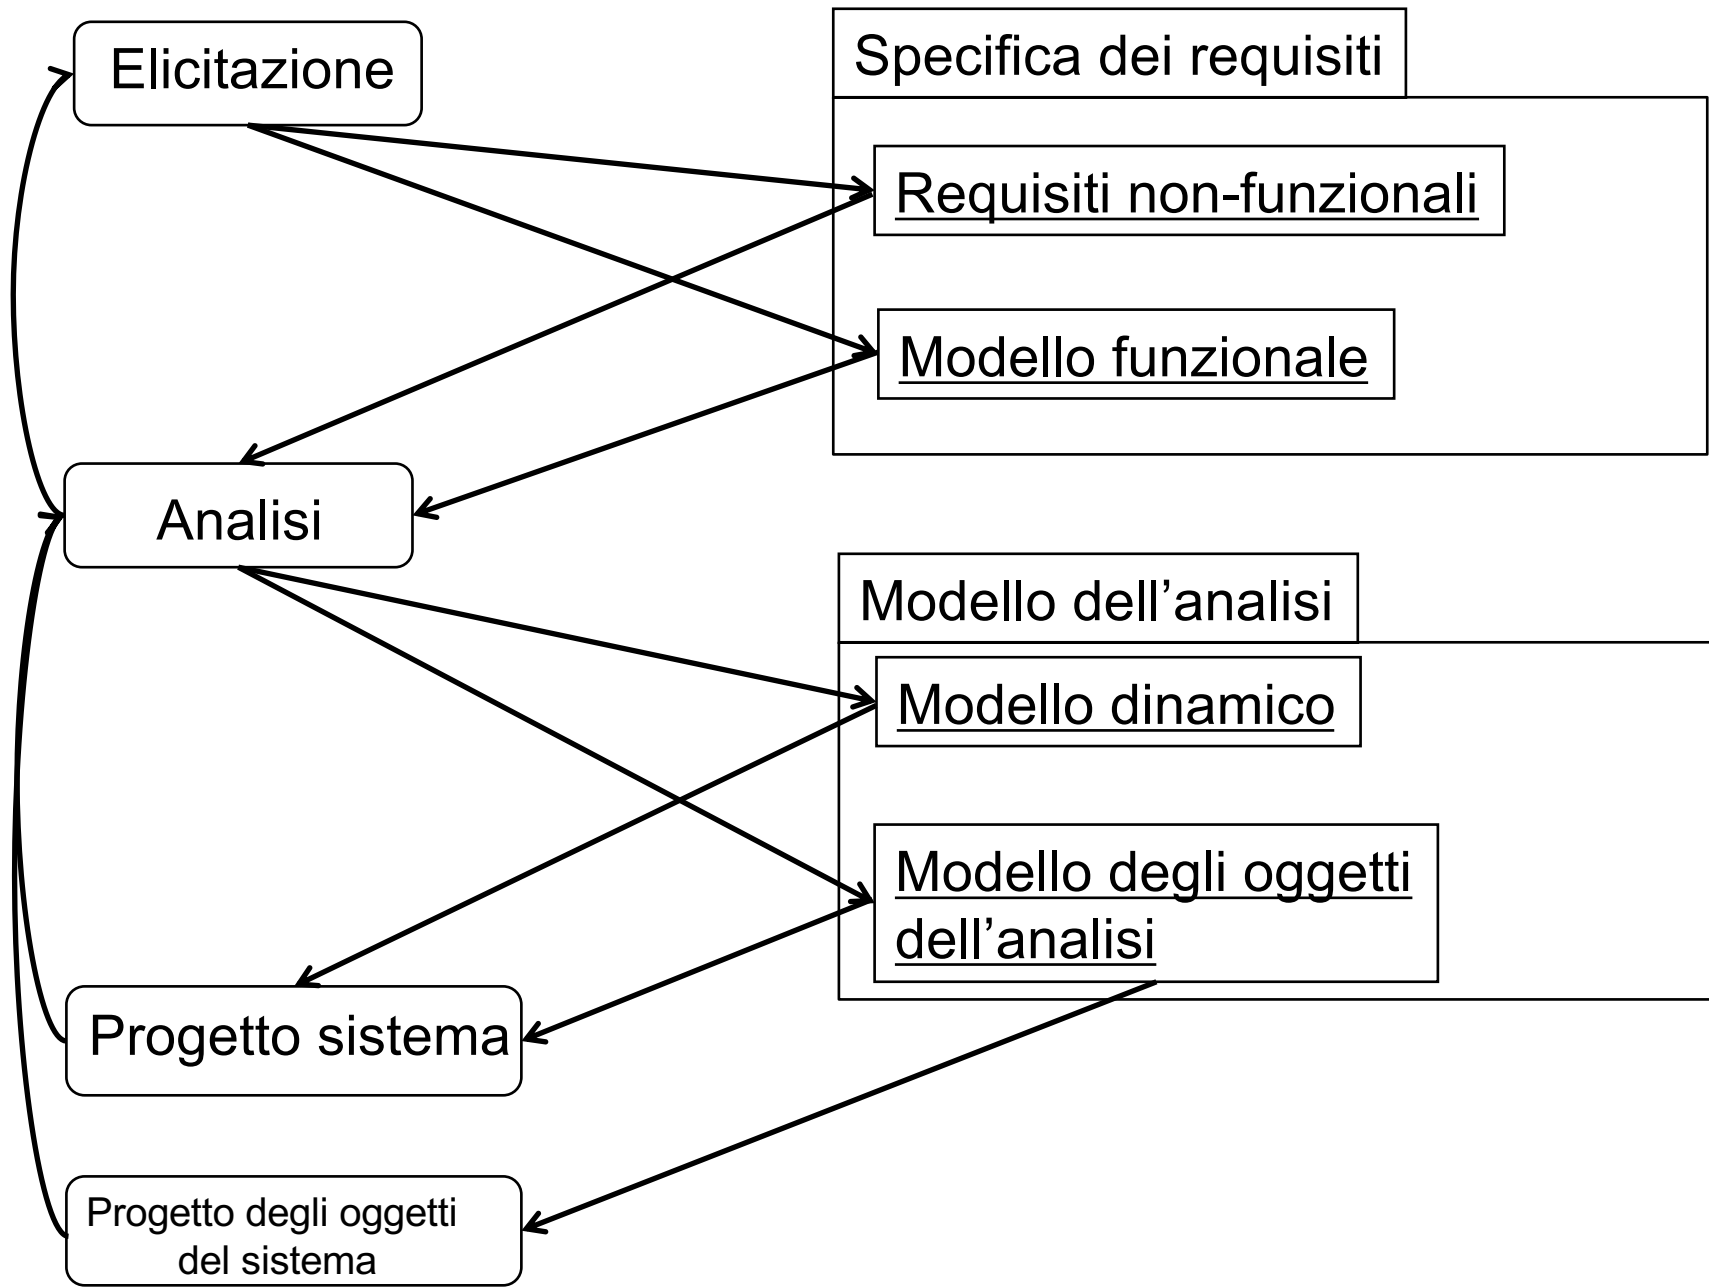 Elicitazione
Specifica dei requisiti
Requisiti non-funzionali
Modello funzionale
Analisi
Modello dell’analisi
Modello dinamico
Modello degli oggetti
dell’analisi
Progetto sistema
Progetto degli oggetti
del sistema